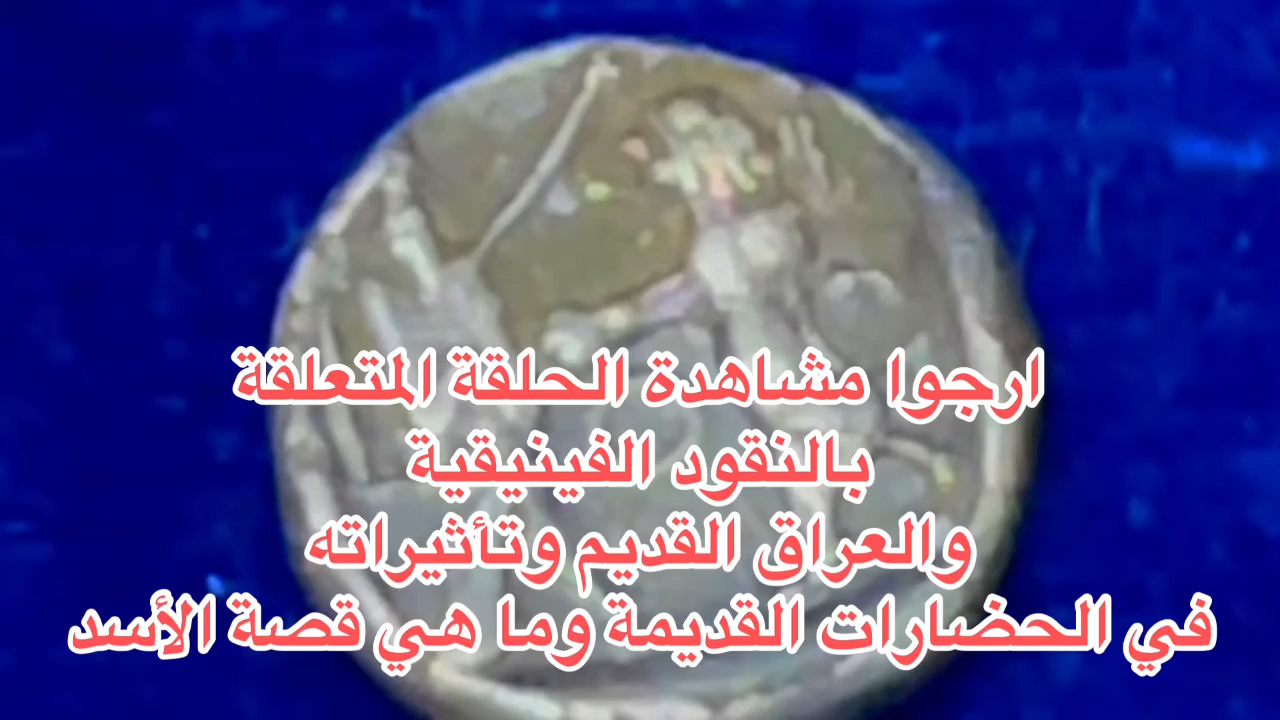 ارجوا مشاهدة الحلقة المتعلقة
بالنقود الفينيقية
والعراق القديم وتأثيراته
في الحضارات القديمة وما هي قصة الأسد